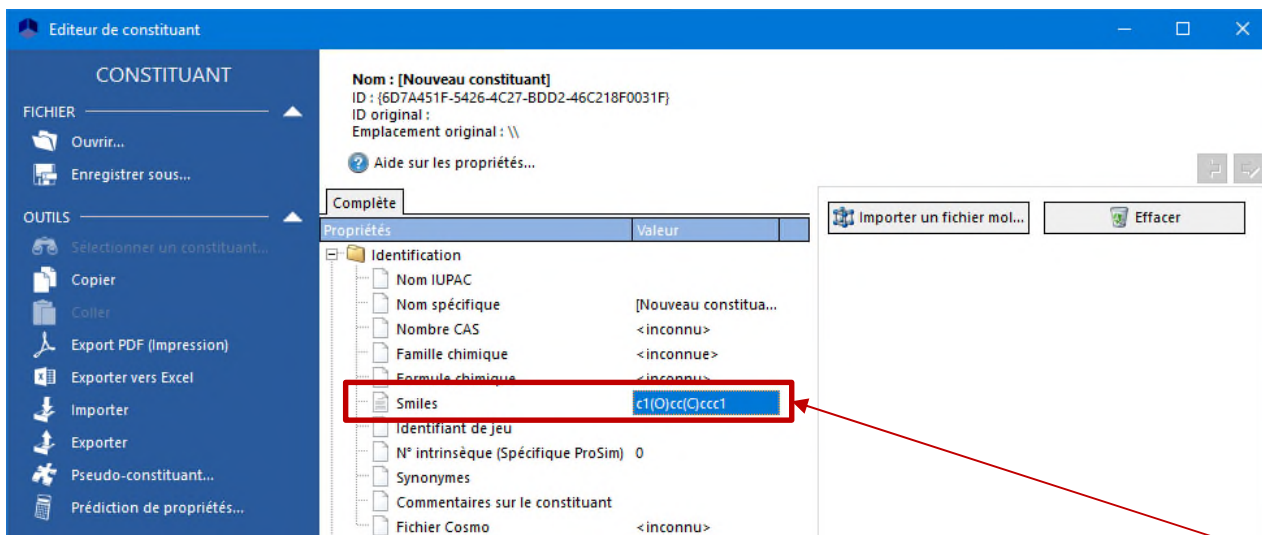 Editeur de constituant
CONSTITUANT
FICHIER
Ouvrir...
Enregistrer sous...
OUTILS
Sélectionner un constituant...
Copier
Coller
Export PDF (Impression)
Exporter vers Excel
Importer
Exporter
Pseudo-constituant...
Prédiction de propriétés...
Nom : [Nouveau constituant]
ID : {6D7A451F-5426-4C27-BDD2-46C218F0031F}
ID original :
Emplacement original : \\
Aide sur les propriétés...
Complète
Propriétés Valeur
Identification
Nom IUPAC
Nom spécifique [Nouveau constitua...
Nombre CAS <inconnu>
Famille chimique <inconnue>
Formule chimique <inconnu>
Smiles c1(O)cc(C)ccc1
Identifiant de jeu
N° intrinsèque (Spécifique ProSim) 0
Synonymes
Commentaires sur le constituant
Fichier Cosmo <inconnu>
Importer un fichier mol...
Effacer